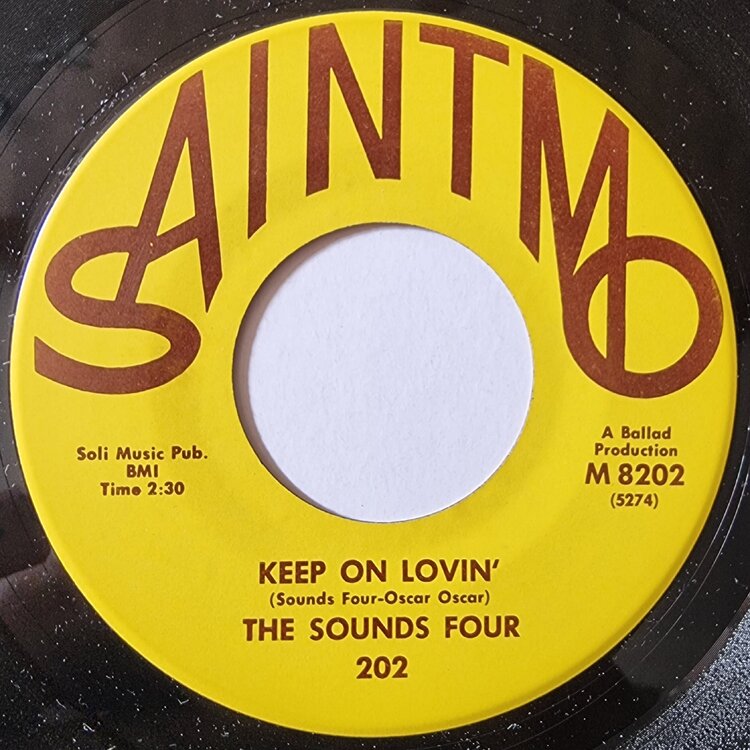 SAINTMO
Soli Music Pub.
BMI
Time 2:30
A Ballad
Production
M 8202
(5274)
KEEP ON LOVIN'
(Sounds Four-Oscar Oscar)
THE SOUNDS FOUR
202